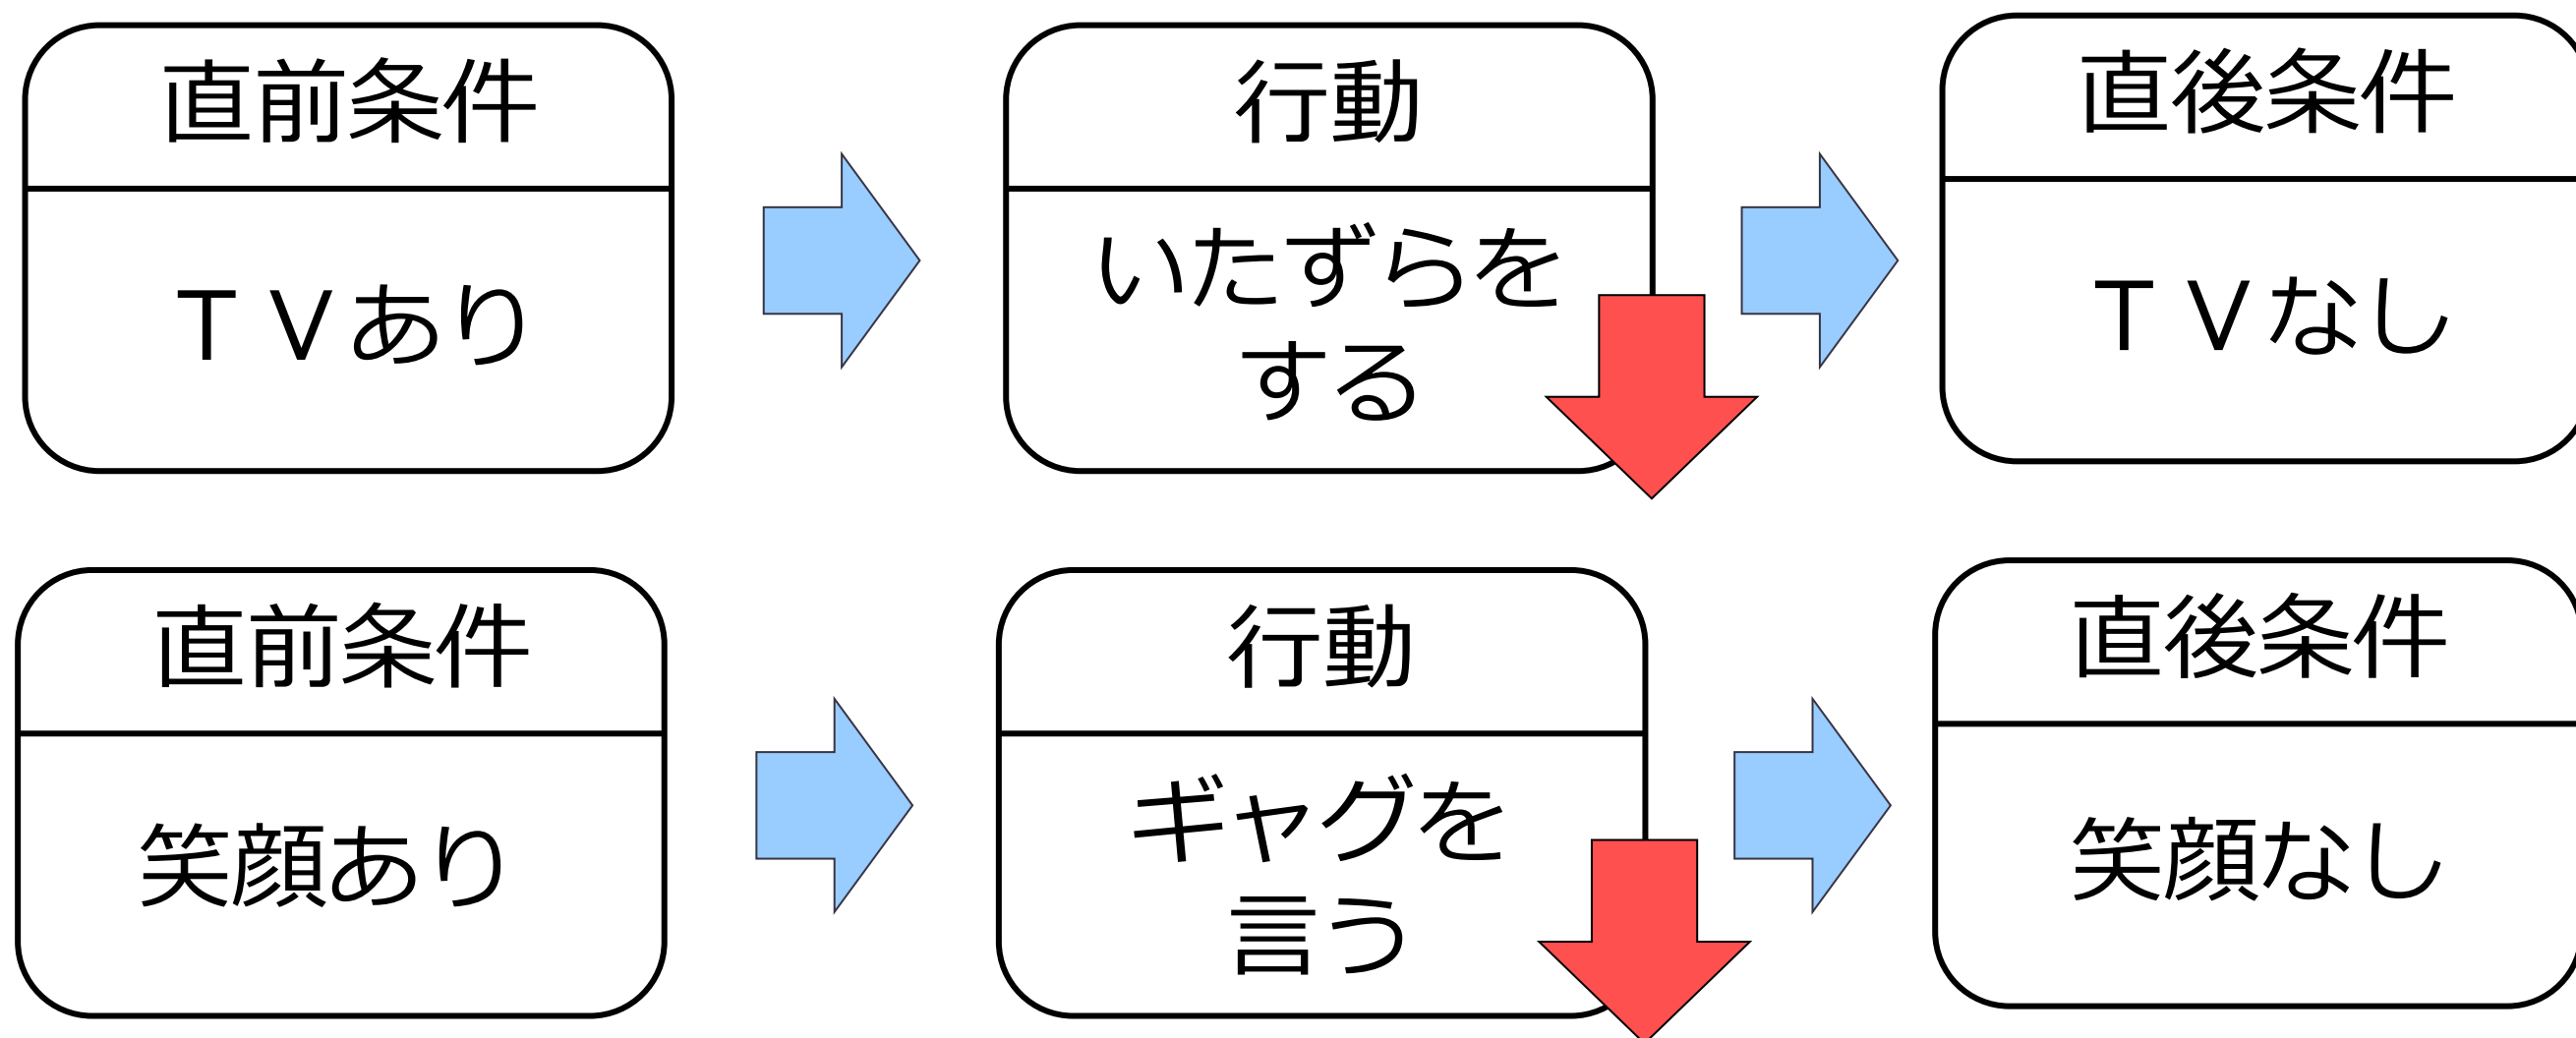 直前条件
ＴＶあり
行動
いたずらを
する
直後条件
ＴＶなし
直前条件
笑顔あり
行動
ギャグを
言う
直後条件
笑顔なし